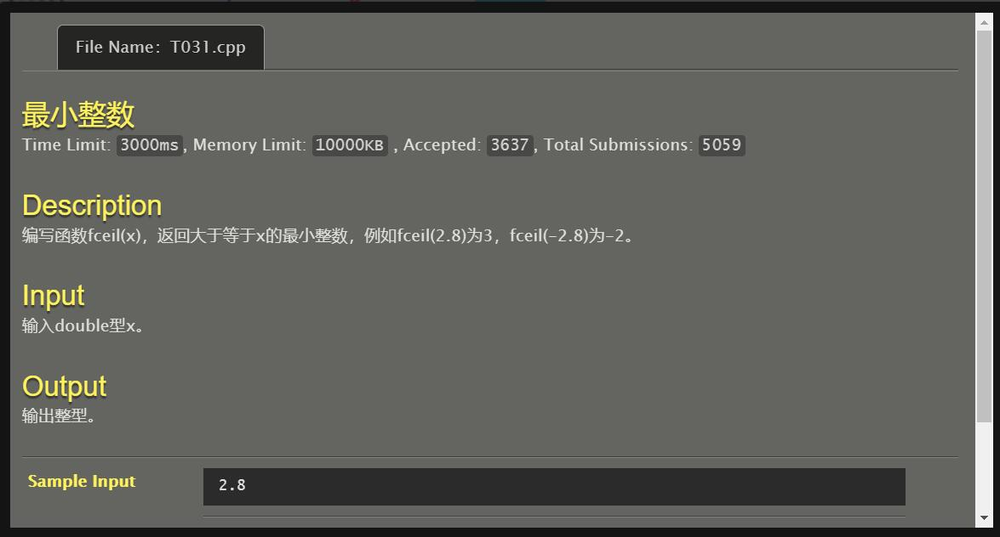 File Name：T031.cpp
最小整数
Time Limit: 3000ms, Memory Limit: 10000KB , Accepted: 3637, Total Submissions: 5059
Description
编写函数fceil(x)，返回大于等于x的最小整数，例如fceil(2.8)为3，fceil(-2.8)为-2。
Input
输入double型x。
Output
输出整型。
Sample Input
2.8